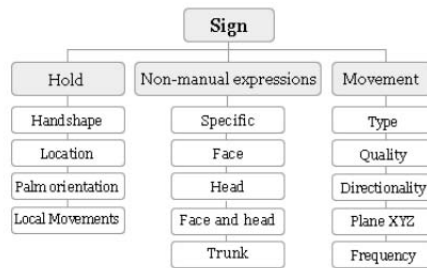 Sign
Hold
Non-manual expressions
Movement
Handshape
Location
Palm orientation
Local Movements
Specific
Face
Head
Face and head
Trunk
Type
Quality
Directionality
Plane XYZ
Frequency